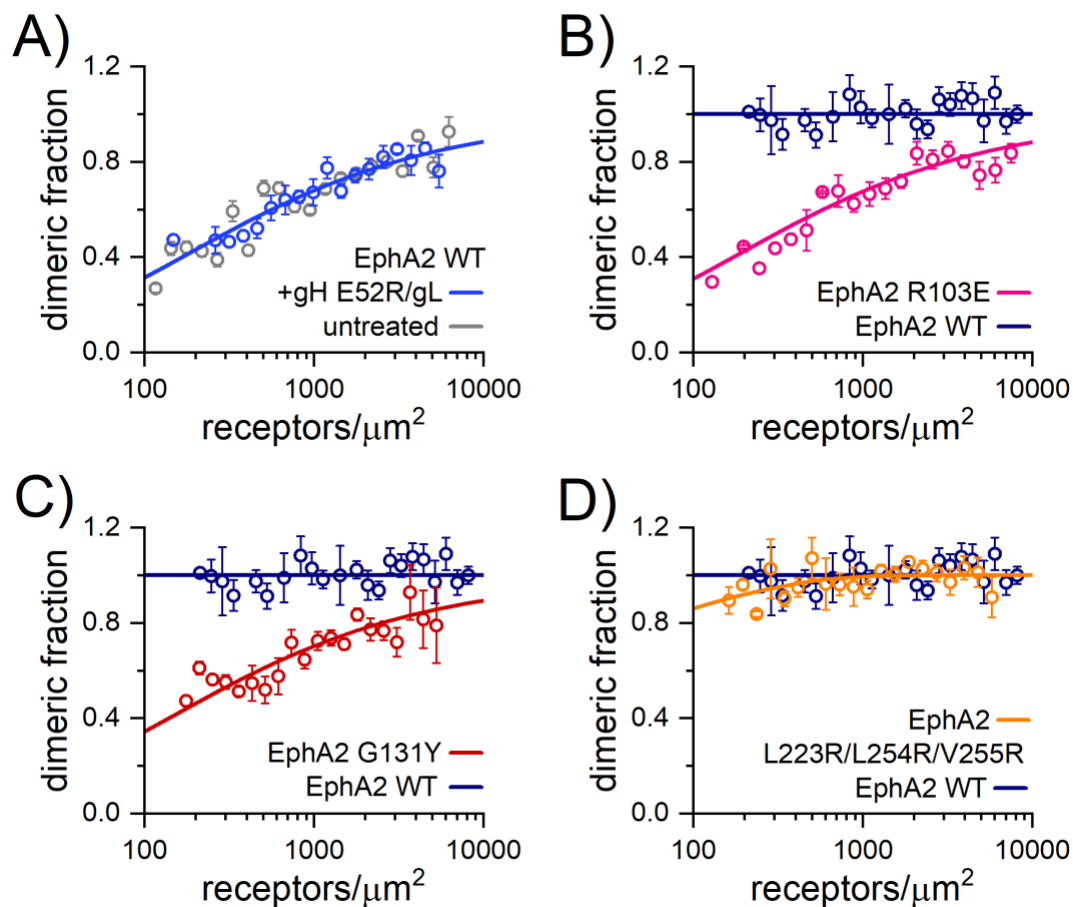 A)
1.2
0.8
0.4
0.0
dimeric fraction
EphA2 WT
+gH E52R/gL
untreated
100
1000
10000
receptors/μm²
B)
1.2
0.8
0.4
0.0
dimeric fraction
EphA2 R103E
EphA2 WT
100
1000
10000
receptors/μm²
C)
1.2
0.8
0.4
0.0
dimeric fraction
EphA2 G131Y
EphA2 WT
100
1000
10000
receptors/μm²
D)
1.2
0.8
0.4
0.0
dimeric fraction
EphA2
L223R/L254R/V255R
EphA2 WT
100
1000
10000
receptors/μm²